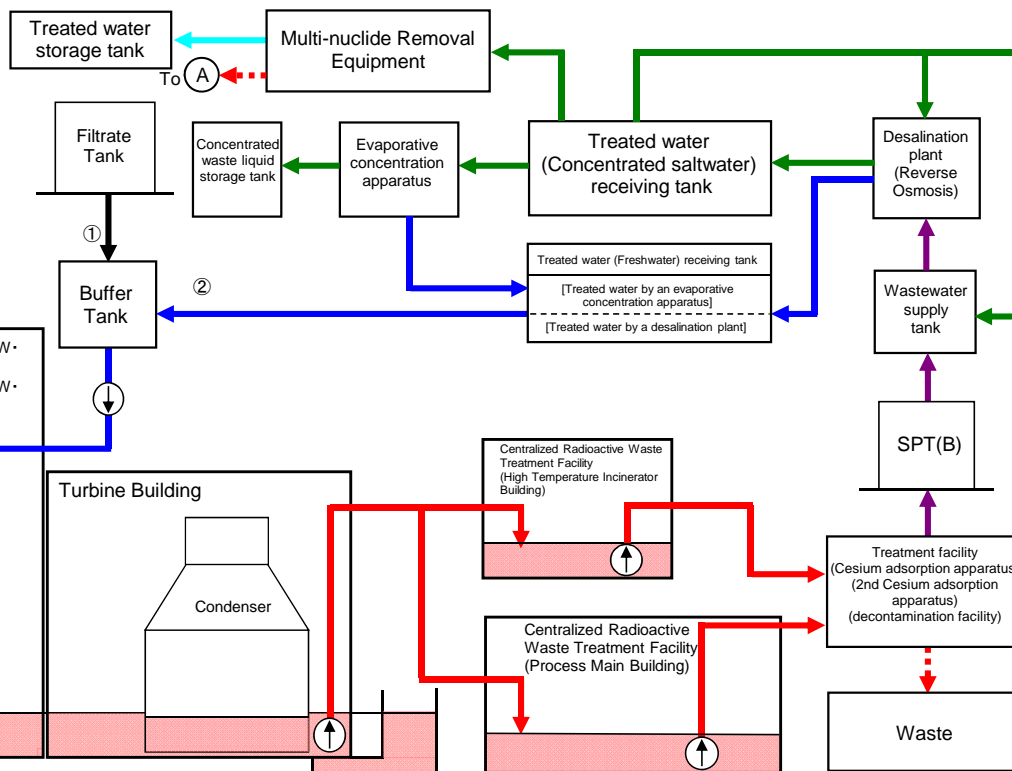 Treated water
storage tank
Multi-nuclide Removal
Equipment
To
A
Filtrate
Tank
①
Concentrated
waste liquid
storage tank
Evaporative
concentration
apparatus
Treated water
(Concentrated saltwater)
receiving tank
Desalination
plant
(Reverse
Osmosis)
Buffer
Tank
②
Treated water (Freshwater) receiving tank
[Treated water by an evaporative
concentration apparatus]
[Treated water by a desalination plant]
Wastewater
supply
tank
SPT(B)
Turbine Building
Condenser
Centralized Radioactive Waste
Treatment Facility
(High Temperature Incinerator
Building)
Centralized Radioactive
Waste Treatment Facility
(Process Main Building)
Treatment facility
(Cesium adsorption apparatus
(2nd Cesium adsorption
apparatus)
(decontamination facility)
Waste